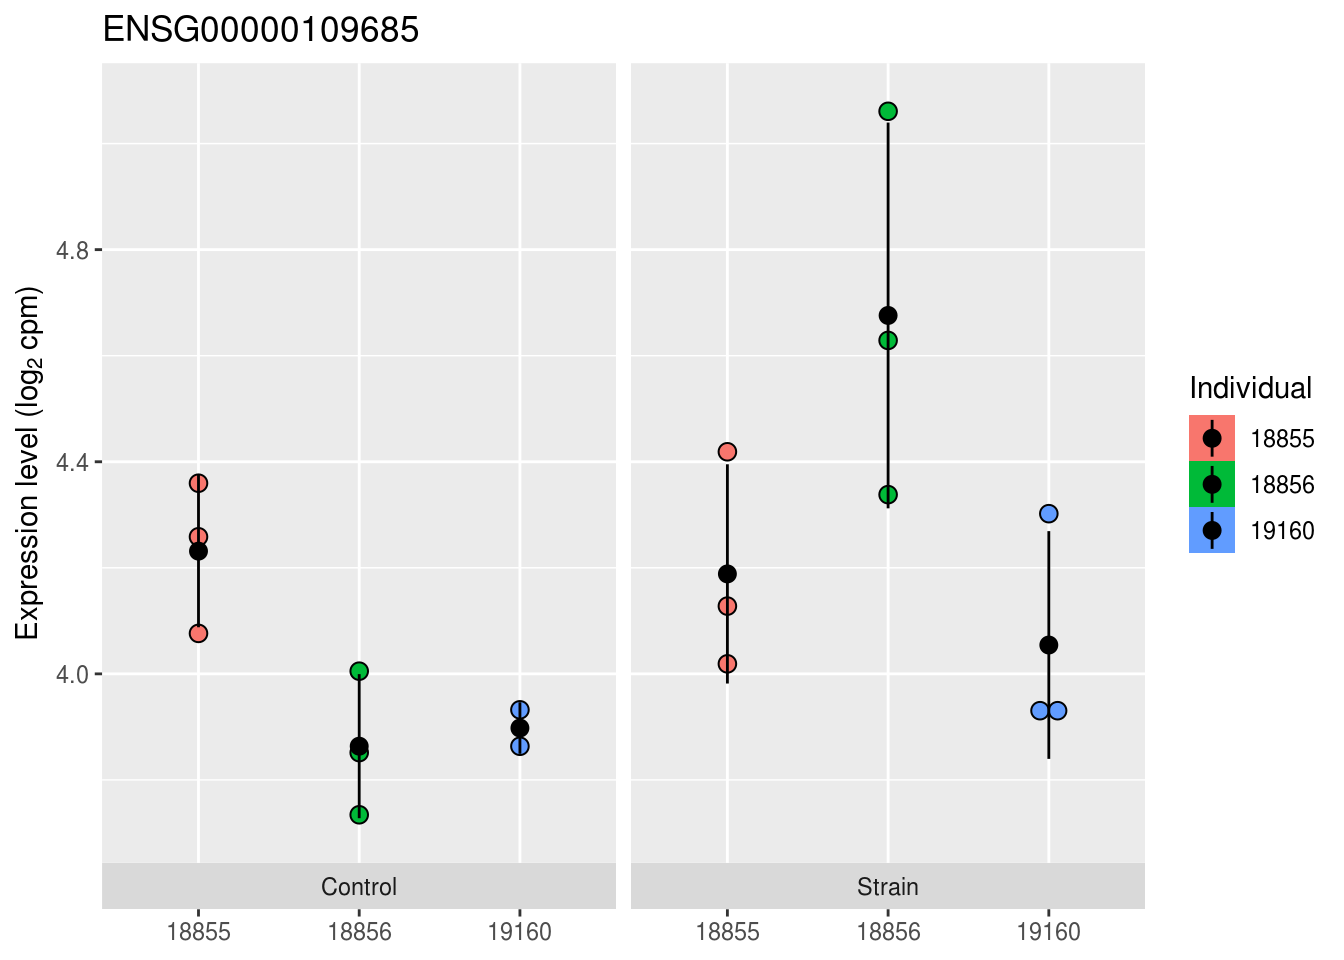 ENSG00000109685
Expression level (log₂ cpm)
4.8
4.4
4.0
Control
Strain
18855 18856 19160
18855 18856 19160
Individual
18855
18856
19160